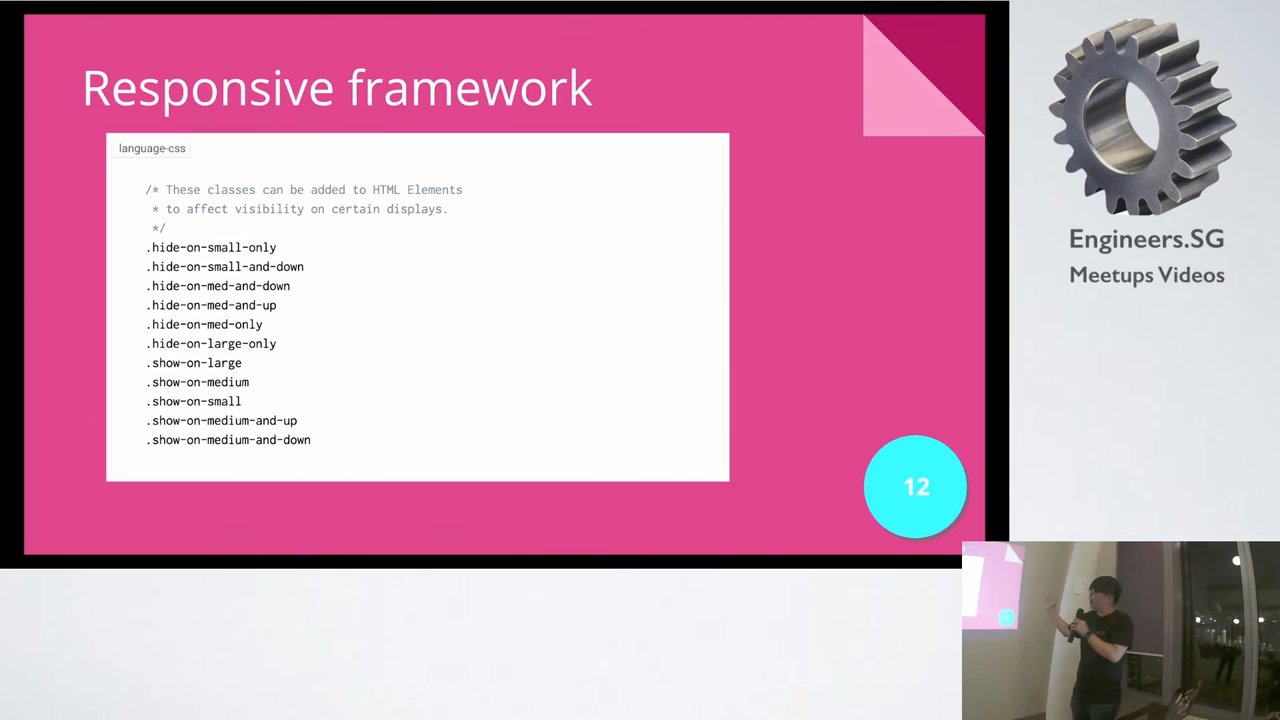 Responsive framework
language-css
/* These classes can be added to HTML Elements
* to affect visibility on certain displays.
*/
.hide-on-small-only
.hide-on-small-and-down
.hide-on-med-and-down
.hide-on-med-and-up
.hide-on-med-only
.hide-on-large-only
.show-on-large
.show-on-medium
.show-on-small
.show-on-medium-and-up
.show-on-medium-and-down
12
Engineers.SG
Meetups Videos